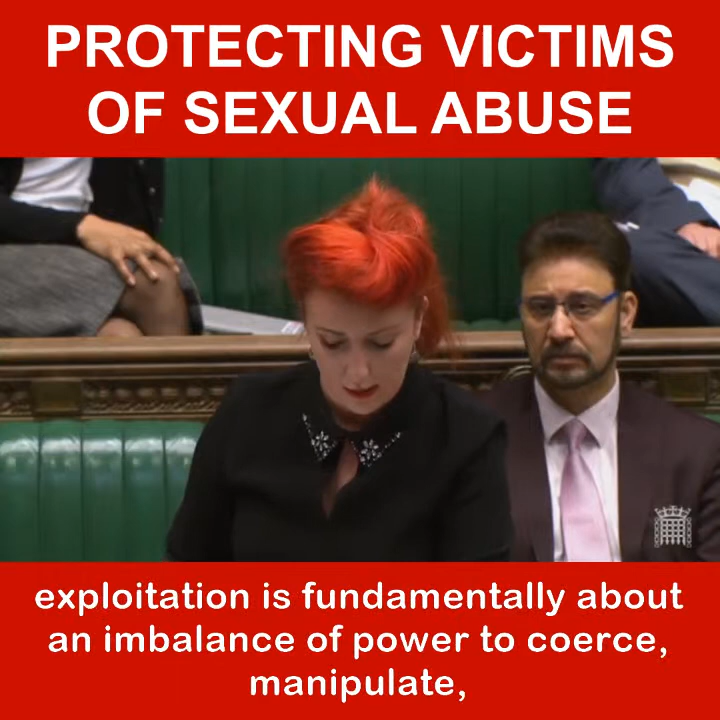 PROTECTING VICTIMS
OF SEXUAL ABUSE
exploitation is fundamentally about
an imbalance of power to coerce,
manipulate,